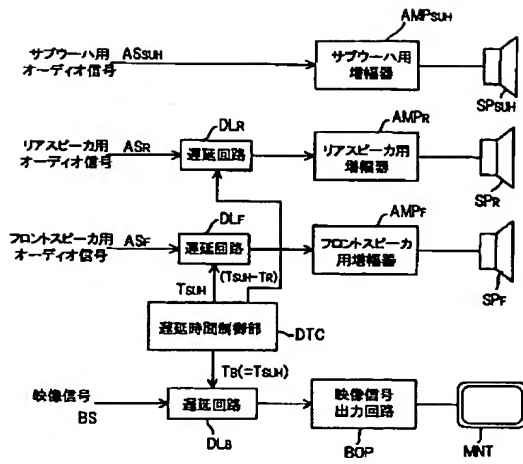 AMPSUH
サブウーハ用 ASSUH
オーディオ信号
サブウーハ用
増幅器
SPSUH
DLR
AMPR
リアスピーカ用 ASR
オーディオ信号
遅延回路
リアスピーカ用
増幅器
SPR
DLF
AMPF
フロントスピーカ用 ASF
オーディオ信号
遅延回路
フロントスピーカ
用増幅器
SPF
TSUH
(TSUH-TR)
遅延時間制御部
DTC
TB(=TSUH)
映像信号
BS
遅延回路
映像信号
出力回路
DLB
BOP
MNT